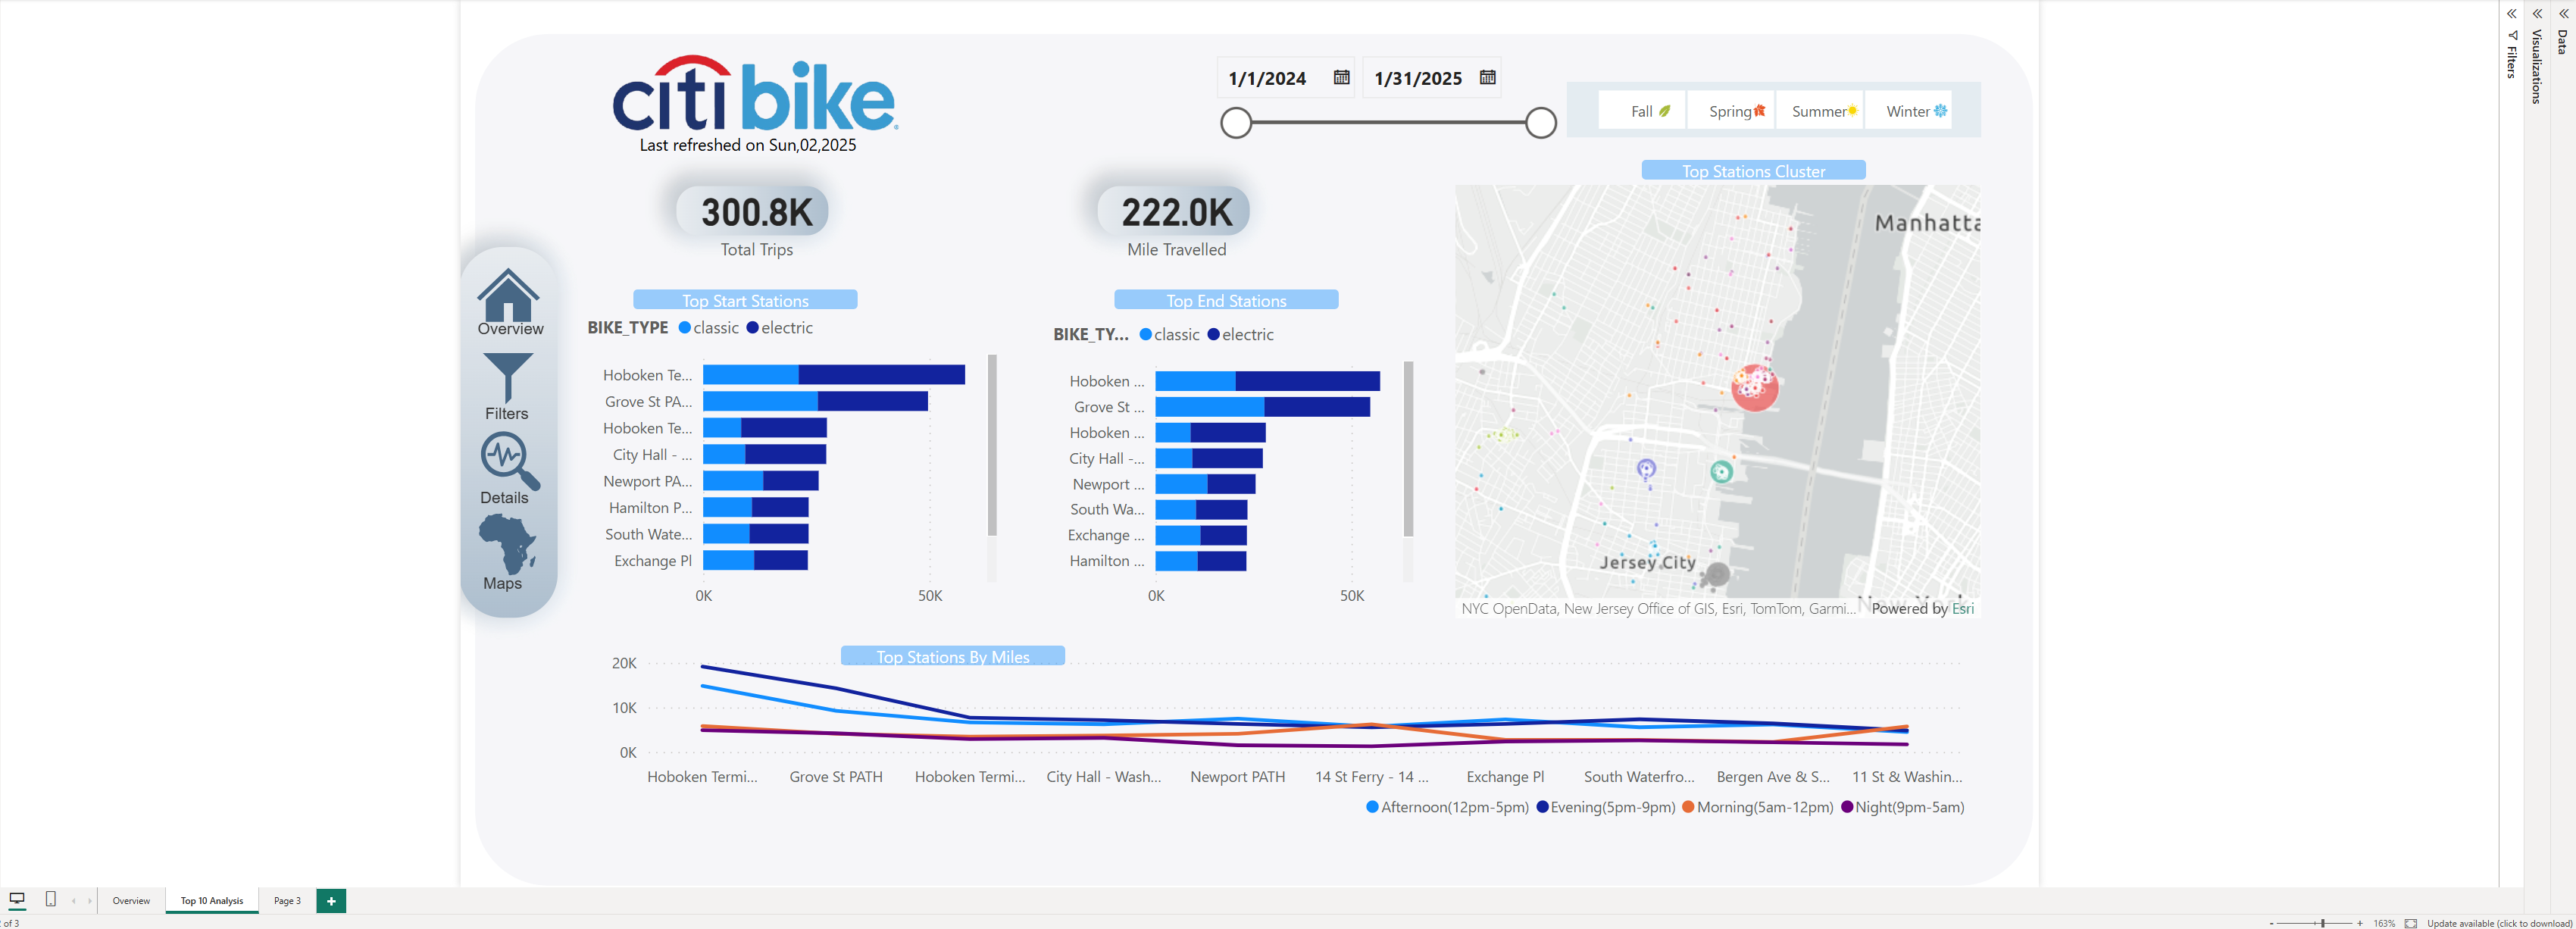 citi bike
Last refreshed on Sun,02,2025
1/1/2024
1/31/2025
Fall
Spring
Summer
Winter
300.8K
Total Trips
222.0K
Mile Travelled
Overview
Filters
Details
Maps
Top Start Stations
BIKE_TYPE classic electric
Hoboken Te...
Grove St PA...
Hoboken Te...
City Hall - ...
Newport PA...
Hamilton P...
South Wate...
Exchange Pl
0K 50K
Top End Stations
BIKE_TY... classic electric
Hoboken ...
Grove St ...
Hoboken ...
City Hall -...
Newport ...
South Wa...
Exchange ...
Hamilton ...
0K 50K
Top Stations Cluster
Manhatta
Jersey City
NYC OpenData, New Jersey Office of GIS, Esri, TomTom, Garmi... Powered by Esri
Top Stations By Miles
20K
10K
0K
Hoboken Termi... Grove St PATH Hoboken Termi... City Hall - Wash... Newport PATH 14 St Ferry - 14 ... Exchange Pl South Waterfro... Bergen Ave & S... 11 St & Washin...
Afternoon(12pm-5pm) Evening(5pm-9pm) Morning(5am-12pm) Night(9pm-5am)
Filters
Visualizations
Data
Overview Top 10 Analysis Page 3 +
of 3
- + 163% Update available (click to download)